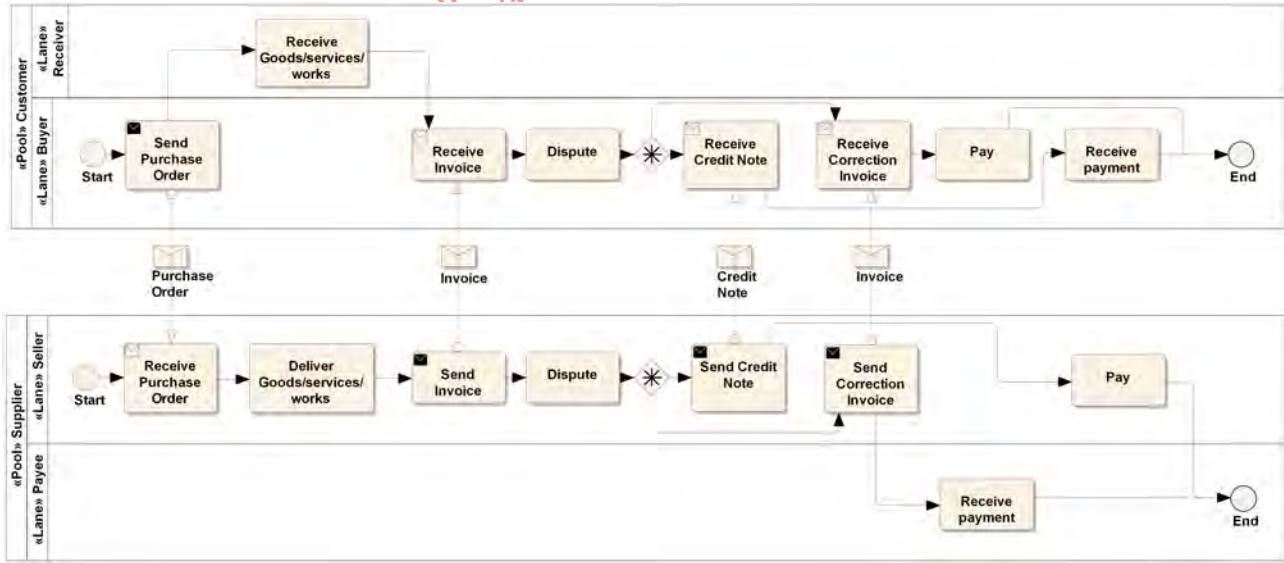 «Pool» Customer
«Lane»
Receiver
Receive
Goods/services/
works
«Lane» Buyer
Start
Send
Purchase
Order
Receive
Invoice
Dispute
Receive
Credit Note
Receive
Correction
Invoice
Pay
Receive
payment
End
Purchase
Order
Invoice
Credit
Note
Invoice
«Pool» Supplier
«Lane» Seller
Start
Receive
Purchase
Order
Deliver
Goods/services/
works
Send
Invoice
Dispute
Send Credit
Note
Send
Correction
Invoice
Pay
«Lane» Payee
Receive
payment
End